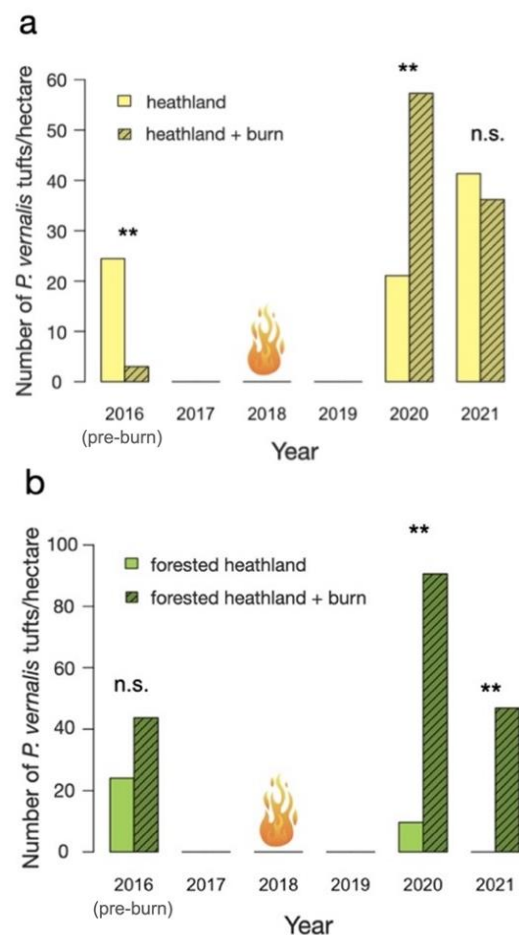 a
Number of P. vernalis tufts/hectare
60
50
40
30
20
10
0
heathland
heathland + burn
**
**
n.s.
2016 2017 2018 2019 2020 2021
(pre-burn)
Year
b
Number of P. vernalis tufts/hectare
100
80
60
40
20
0
forested heathland
forested heathland + burn
n.s.
**
**
2016 2017 2018 2019 2020 2021
(pre-burn)
Year